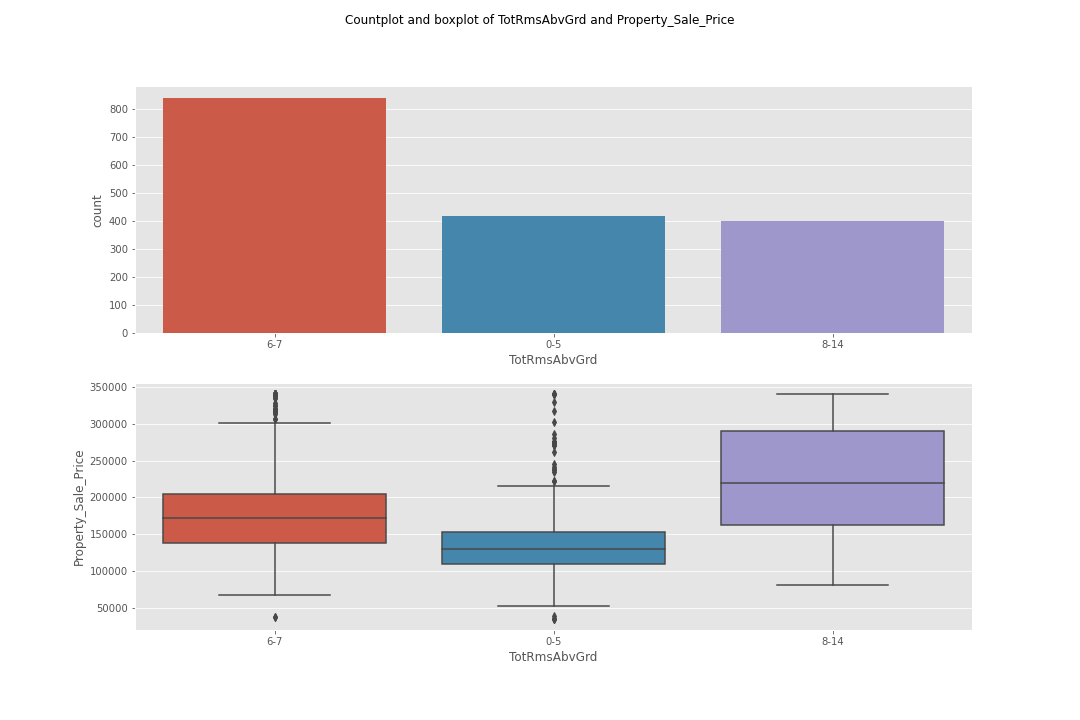 Countplot and boxplot of TotRmsAbvGrd and Property_Sale_Price
800
700
600
500
400
300
200
100
0
count
6-7 0-5 8-14
TotRmsAbvGrd
350000
300000
250000
200000
150000
100000
50000
Property_Sale_Price
6-7 0-5 8-14
TotRmsAbvGrd